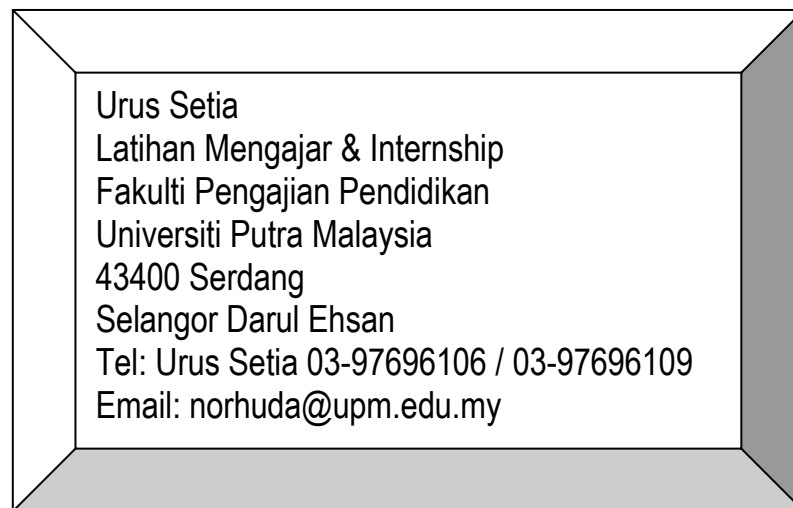 Urus Setia
Latihan Mengajar & Internship
Fakulti Pengajian Pendidikan
Universiti Putra Malaysia
43400 Serdang
Selangor Darul Ehsan
Tel: Urus Setia 03-97696106 / 03-97696109
Email: norhuda@upm.edu.my